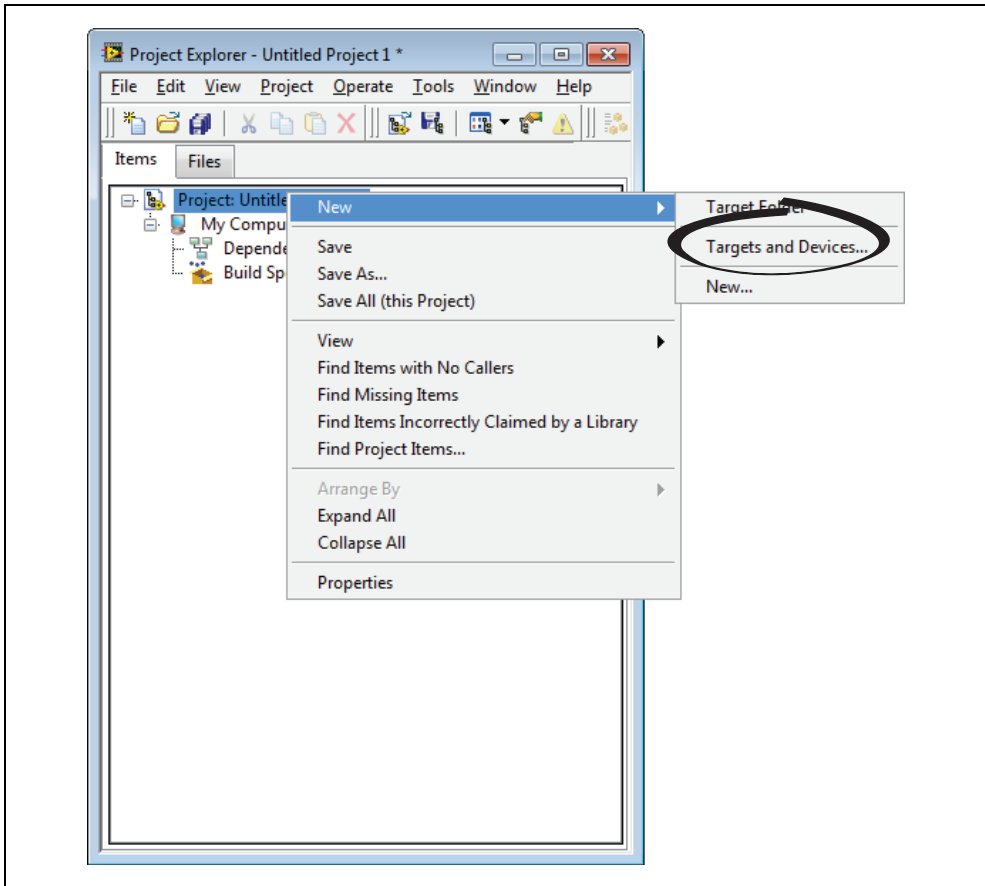 Project Explorer - Untitled Project 1 *
File Edit View Project Operate Tools Window Help
Items Files
Project: Untitle
My Compu
Depende
Build Sp
New
Save
Save As...
Save All (this Project)
View
Find Items with No Callers
Find Missing Items
Find Items Incorrectly Claimed by a Library
Find Project Items...
Arrange By
Expand All
Collapse All
Properties
Target Folder
Targets and Devices...
New...